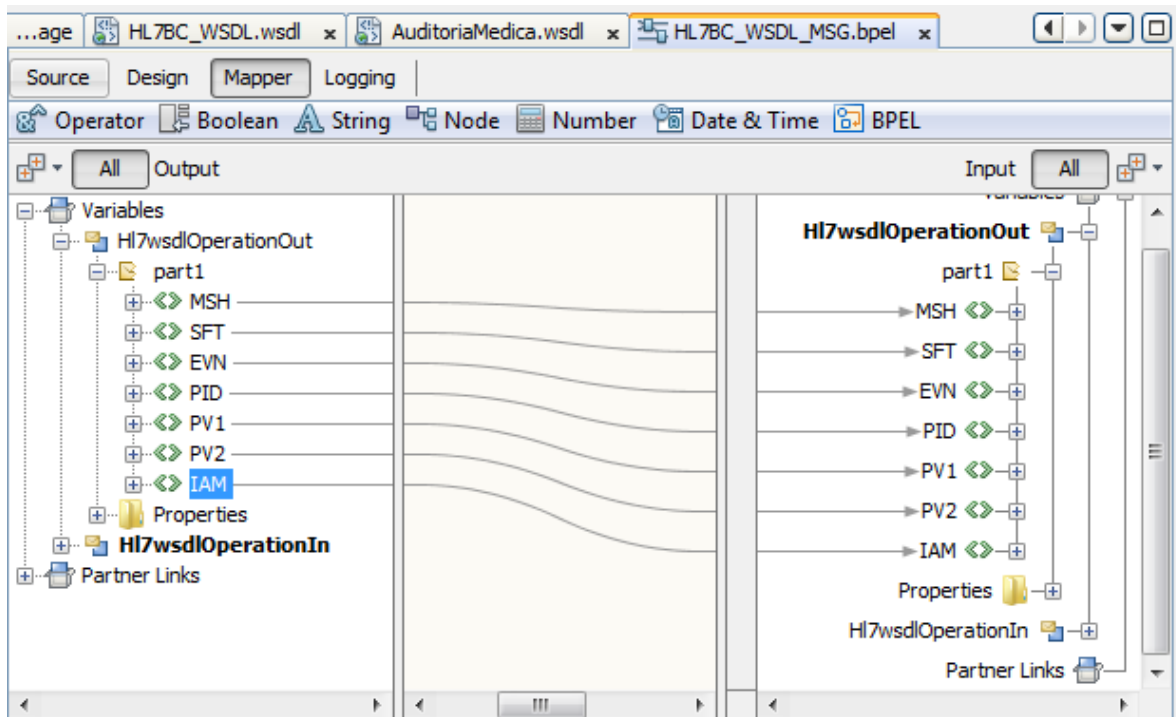 ...age HL7BC_WSDL.wsdl x AuditoriaMedica.wsdl x HL7BC_WSDL_MSG.bpel x
Source Design Mapper Logging
Operator Boolean String Node Number Date & Time BPEL
All Output Input All
Variables Variables
Hl7wsdlOperationOut Hl7wsdlOperationOut
part1 part1
MSH MSH
SFT SFT
EVN EVN
PID PID
PV1 PV1
PV2 PV2
IAM IAM
Properties Properties
Hl7wsdlOperationIn Hl7wsdlOperationIn
Partner Links Partner Links